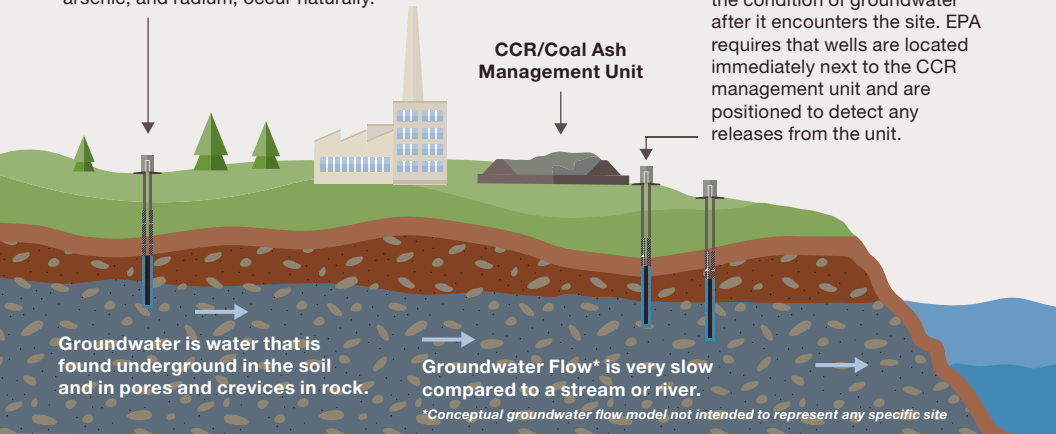 arsenic, and radium, occur naturally.
CCR/Coal Ash
Management Unit
the condition of groundwater
after it encounters the site. EPA
requires that wells are located
immediately next to the CCR
management unit and are
positioned to detect any
releases from the unit.
Groundwater is water that is
found underground in the soil
and in pores and crevices in rock.
Groundwater Flow* is very slow
compared to a stream or river.
*Conceptual groundwater flow model not intended to represent any specific site